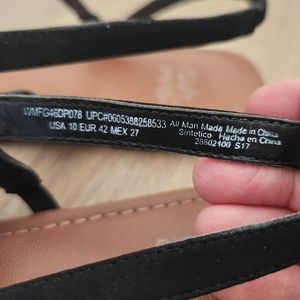 WMFG46DP078 UPC#0605388258533
USA 10 EUR 42 MEX 27
All Man Made Made in China
Sintetico Hecho en China
28802100 S17